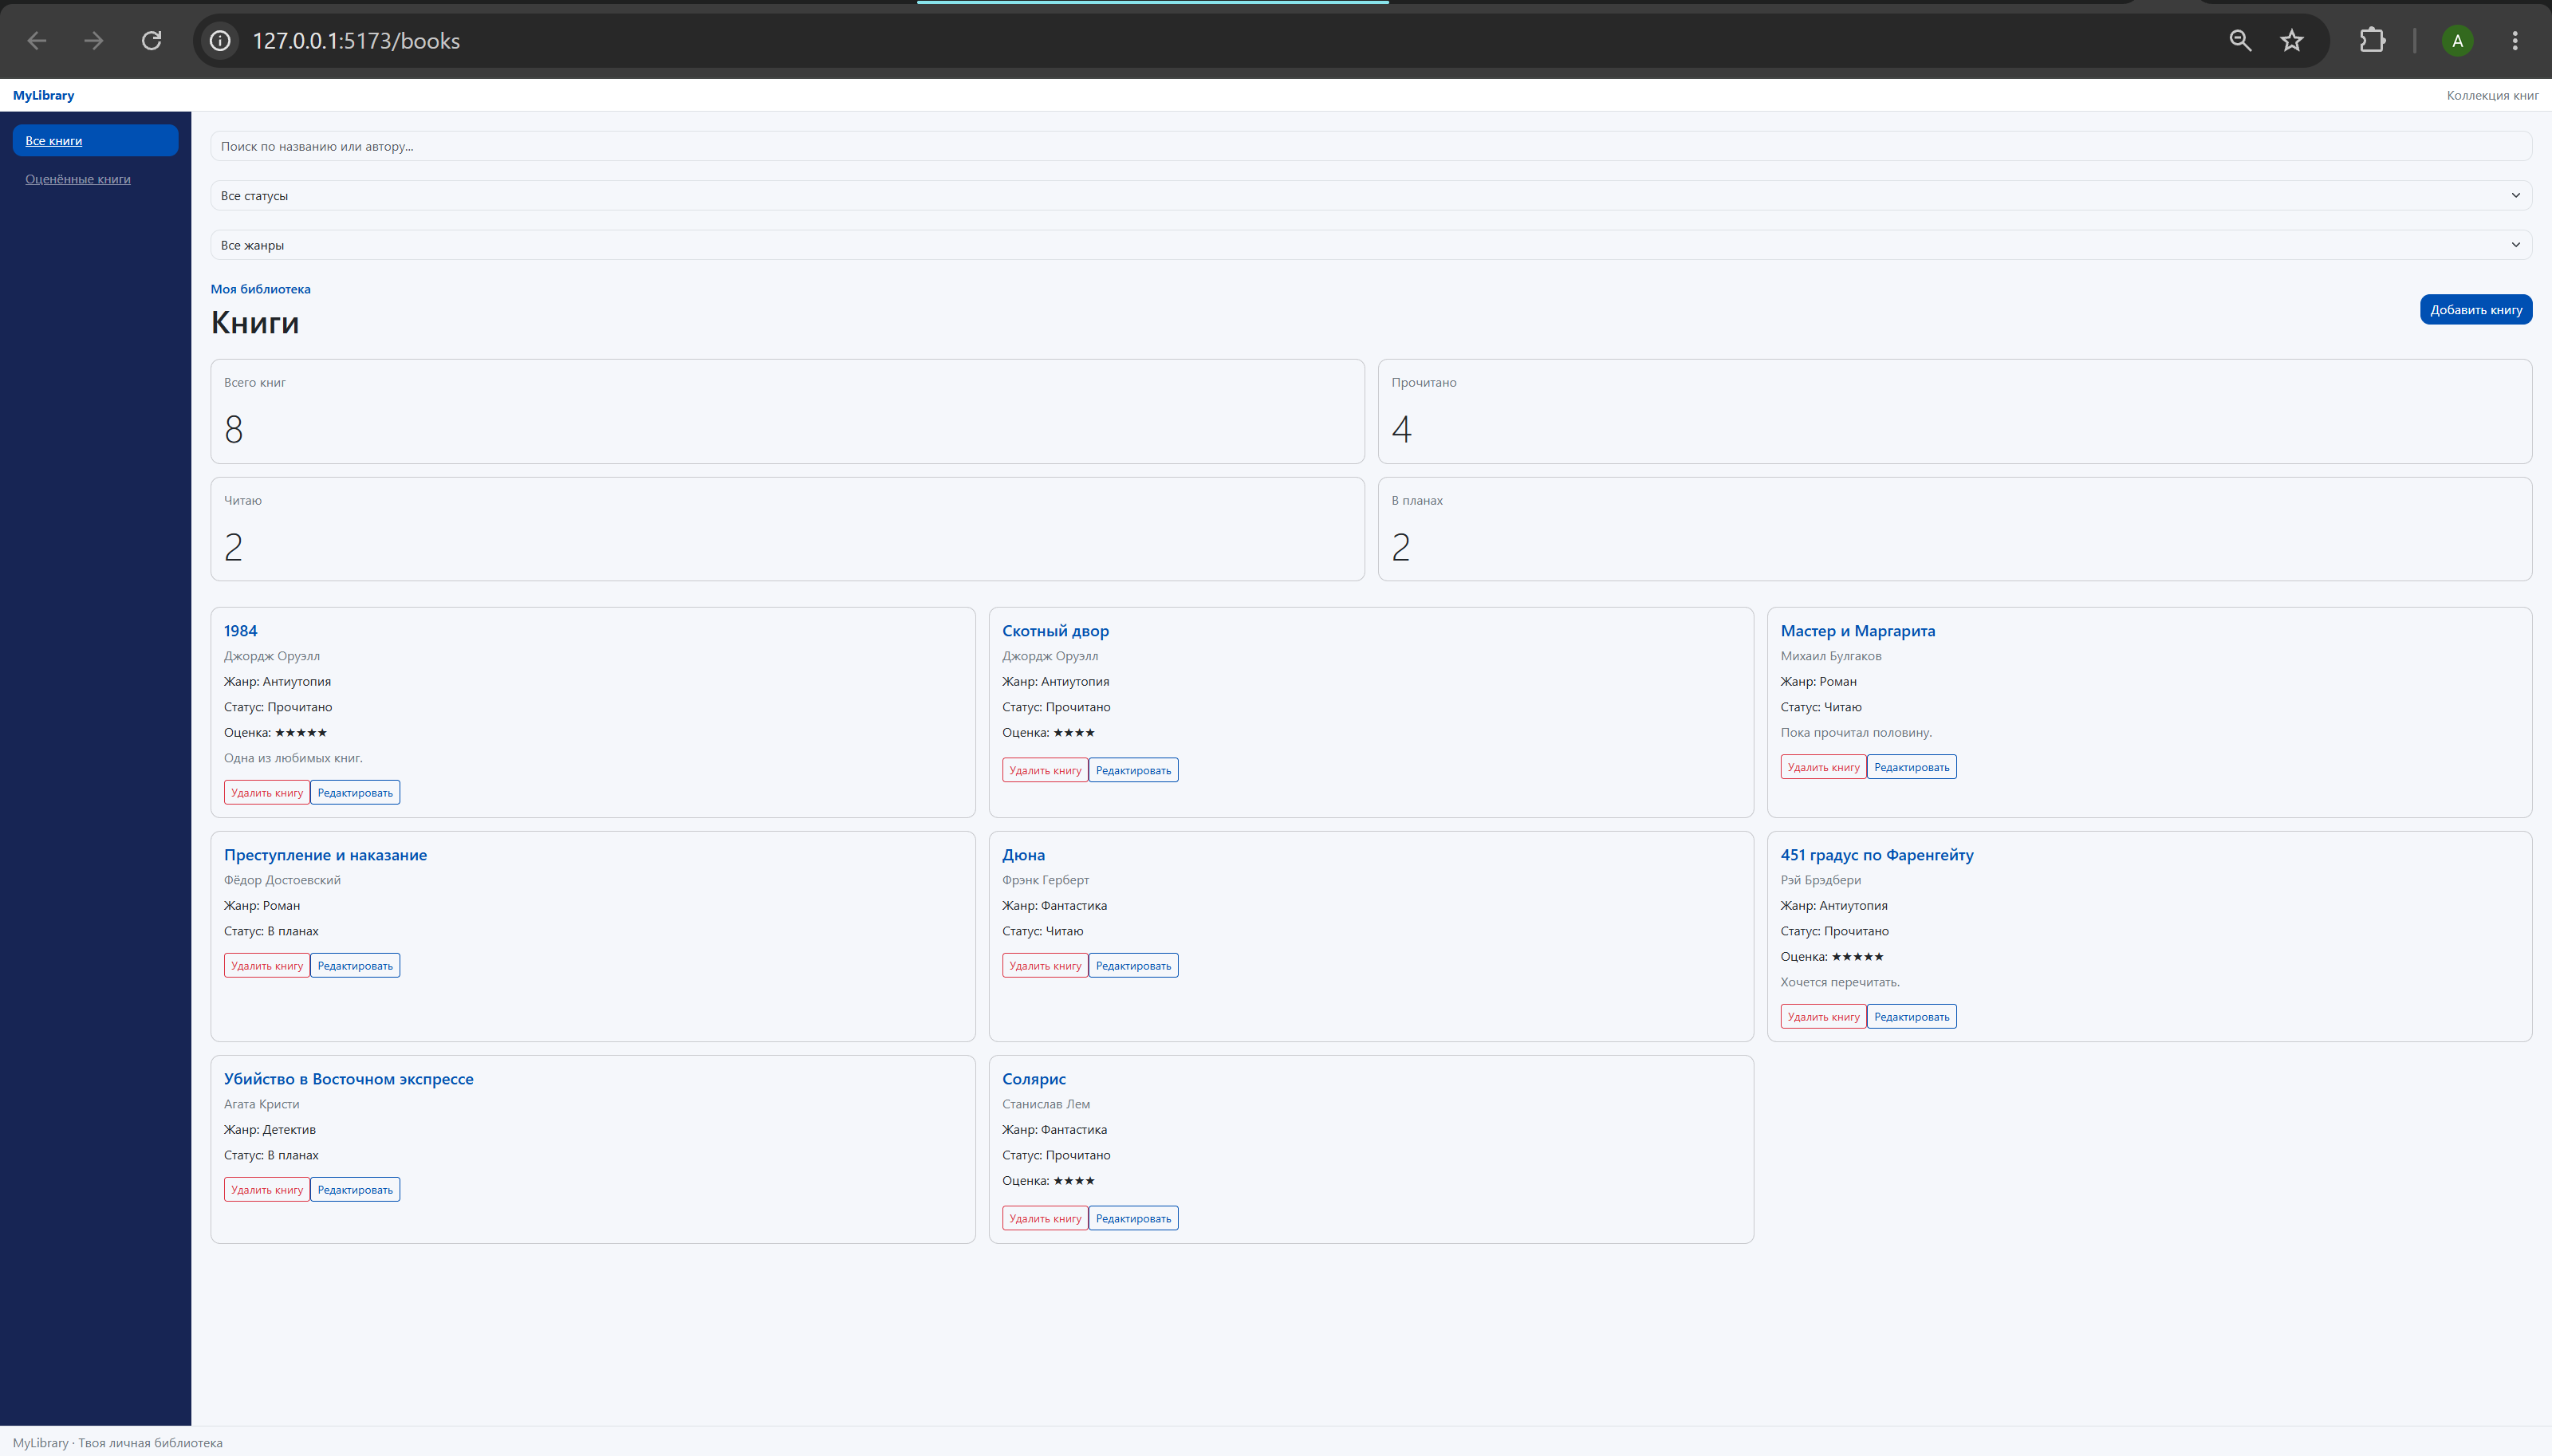 127.0.0.1:5173/books
A
MyLibrary
Коллекция книг
Все книги
Оценённые книги
Поиск по названию или автору...
Все статусы
Все жанры
Моя библиотека
Книги
Добавить книгу
Всего книг
8
Прочитано
4
Читаю
2
В планах
2
1984
Джордж Оруэлл
Жанр: Антиутопия
Статус: Прочитано
Оценка: ★★★★★
Одна из любимых книг.
Удалить книгу Редактировать
Скотный двор
Джордж Оруэлл
Жанр: Антиутопия
Статус: Прочитано
Оценка: ★★★★
Удалить книгу Редактировать
Мастер и Маргарита
Михаил Булгаков
Жанр: Роман
Статус: Читаю
Пока прочитал половину.
Удалить книгу Редактировать
Преступление и наказание
Фёдор Достоевский
Жанр: Роман
Статус: В планах
Удалить книгу Редактировать
Дюна
Фрэнк Герберт
Жанр: Фантастика
Статус: Читаю
Удалить книгу Редактировать
451 градус по Фаренгейту
Рэй Брэдбери
Жанр: Антиутопия
Статус: Прочитано
Оценка: ★★★★★
Хочется перечитать.
Удалить книгу Редактировать
Убийство в Восточном экспрессе
Агата Кристи
Жанр: Детектив
Статус: В планах
Удалить книгу Редактировать
Солярис
Станислав Лем
Жанр: Фантастика
Статус: Прочитано
Оценка: ★★★★
Удалить книгу Редактировать
MyLibrary · Твоя личная библиотека